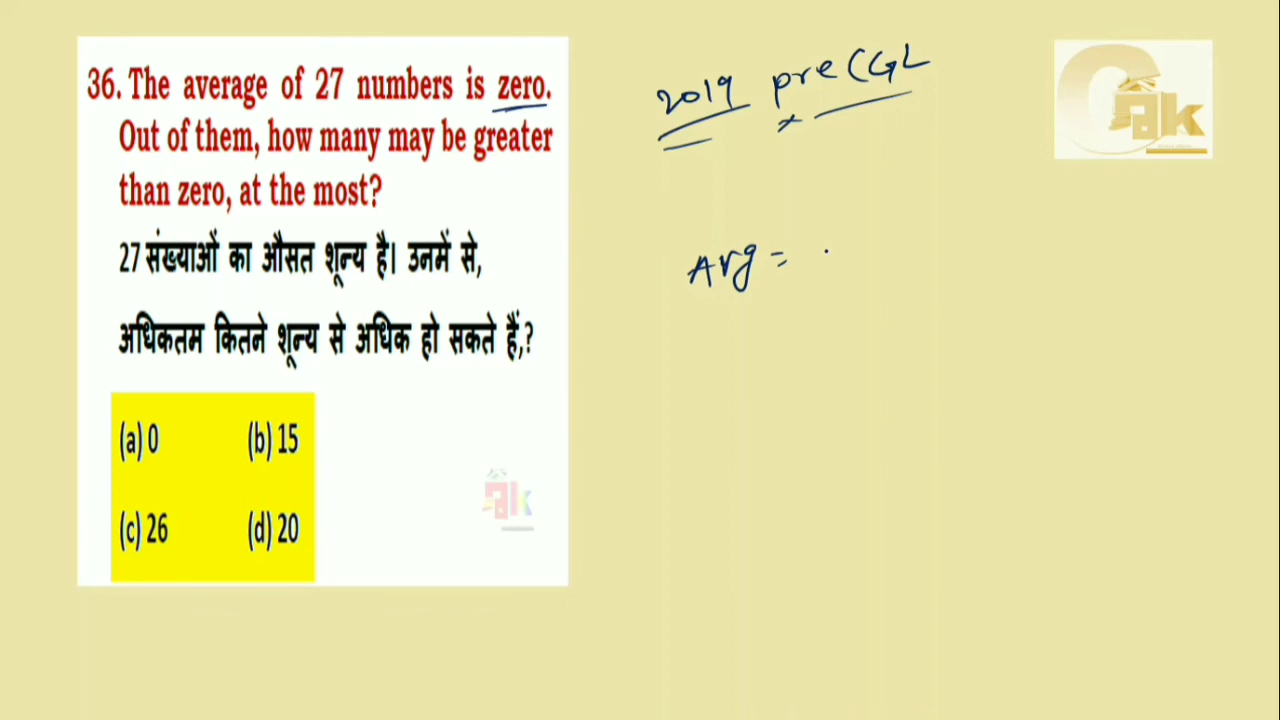 36. The average of 27 numbers is zero.
Out of them, how many may be greater
than zero, at the most?
27 संख्याओं का औसत शून्य है। उनमें से,
अधिकतम कितने शून्य से अधिक हो सकते हैं,?
(a) 0 (b) 15
(c) 26 (d) 20
2019 pre CGL
Avg =